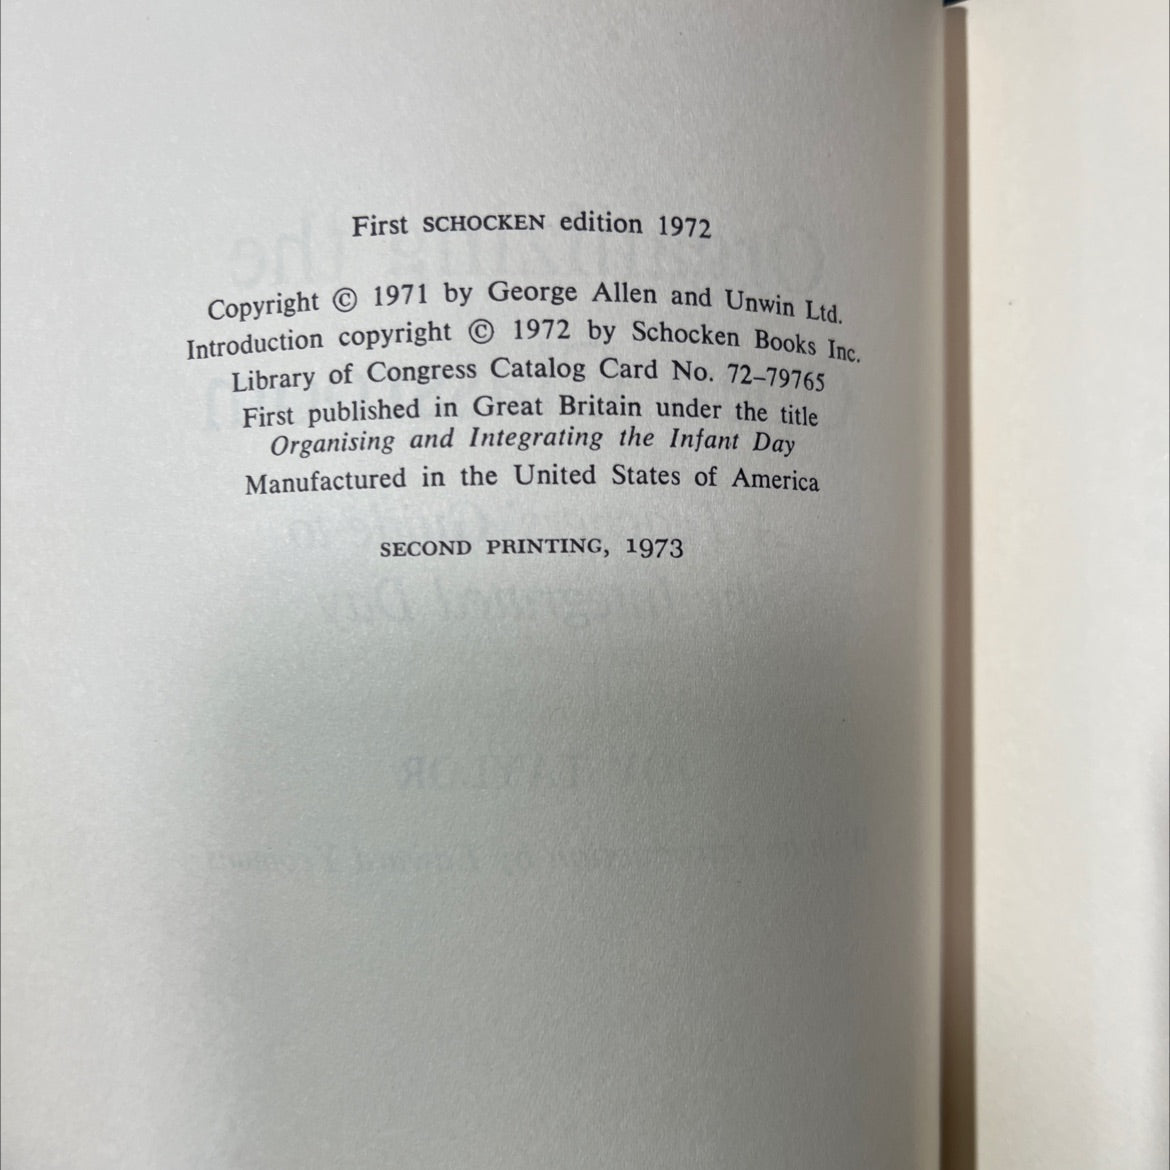 First SCHOCKEN edition 1972
Copyright © 1971 by George Allen and Unwin Ltd.
Introduction copyright © 1972 by Schocken Books Inc.
Library of Congress Catalog Card No. 72–79765
First published in Great Britain under the title
Organising and Integrating the Infant Day
Manufactured in the United States of America
SECOND PRINTING, 1973